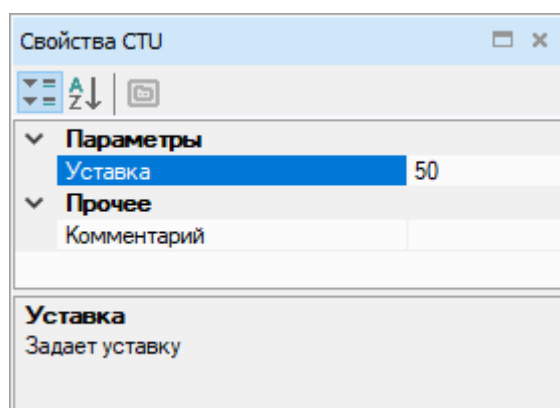 Свойства CTU
Параметры
Уставка 50
Прочее
Комментарий
Уставка
Задает уставку